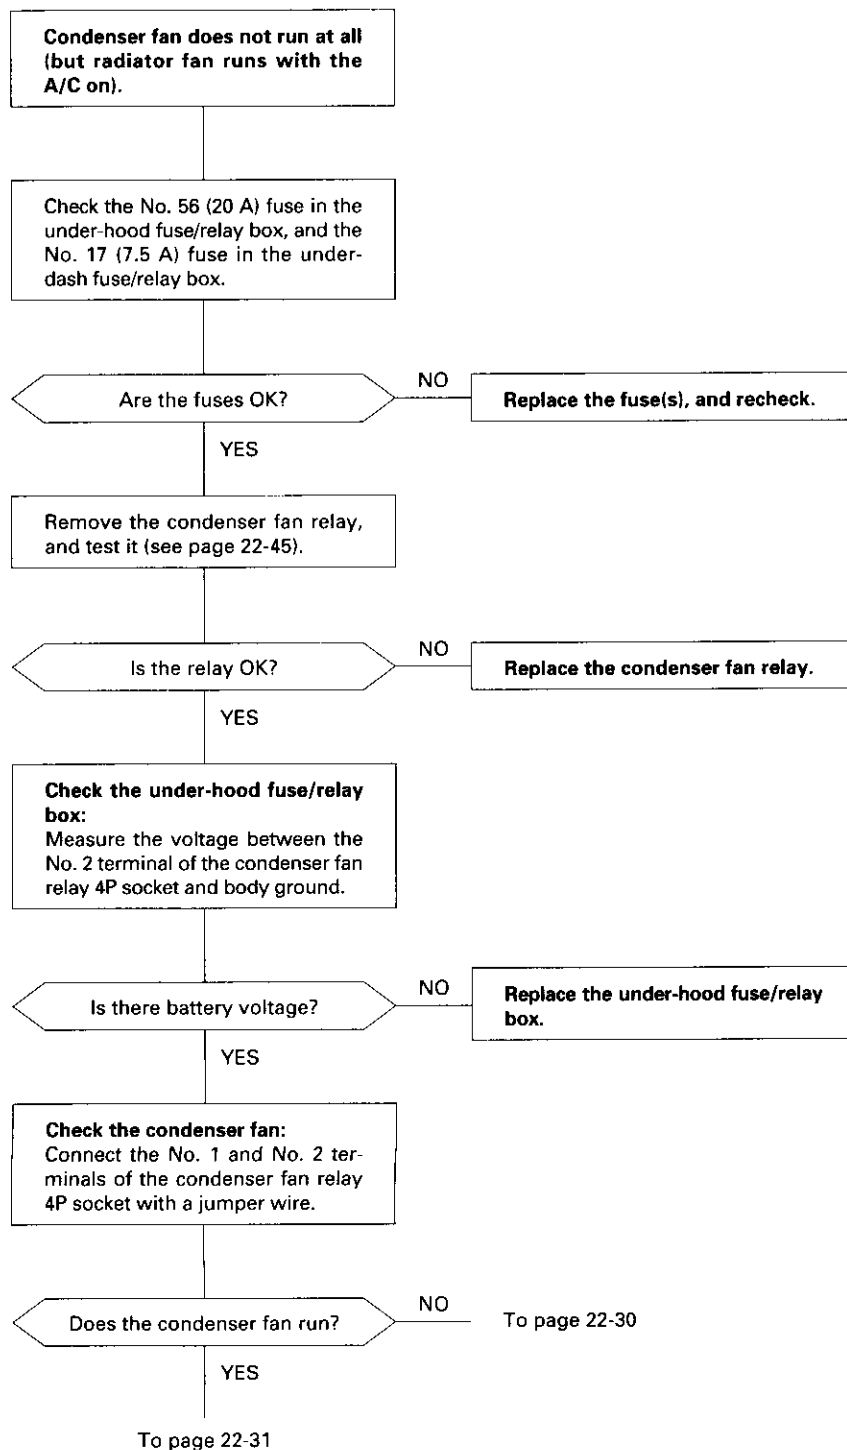 Condenser fan does not run at all
(but radiator fan runs with the
A/C on).
Check the No. 56 (20 A) fuse in the
under-hood fuse/relay box, and the
No. 17 (7.5 A) fuse in the under-
dash fuse/relay box.
Are the fuses OK?
NO
Replace the fuse(s), and recheck.
YES
Remove the condenser fan relay,
and test it (see page 22-45).
Is the relay OK?
NO
Replace the condenser fan relay.
YES
Check the under-hood fuse/relay
box:
Measure the voltage between the
No. 2 terminal of the condenser fan
relay 4P socket and body ground.
Is there battery voltage?
NO
Replace the under-hood fuse/relay
box.
YES
Check the condenser fan:
Connect the No. 1 and No. 2 ter-
minals of the condenser fan relay
4P socket with a jumper wire.
Does the condenser fan run?
NO
To page 22-30
YES
To page 22-31